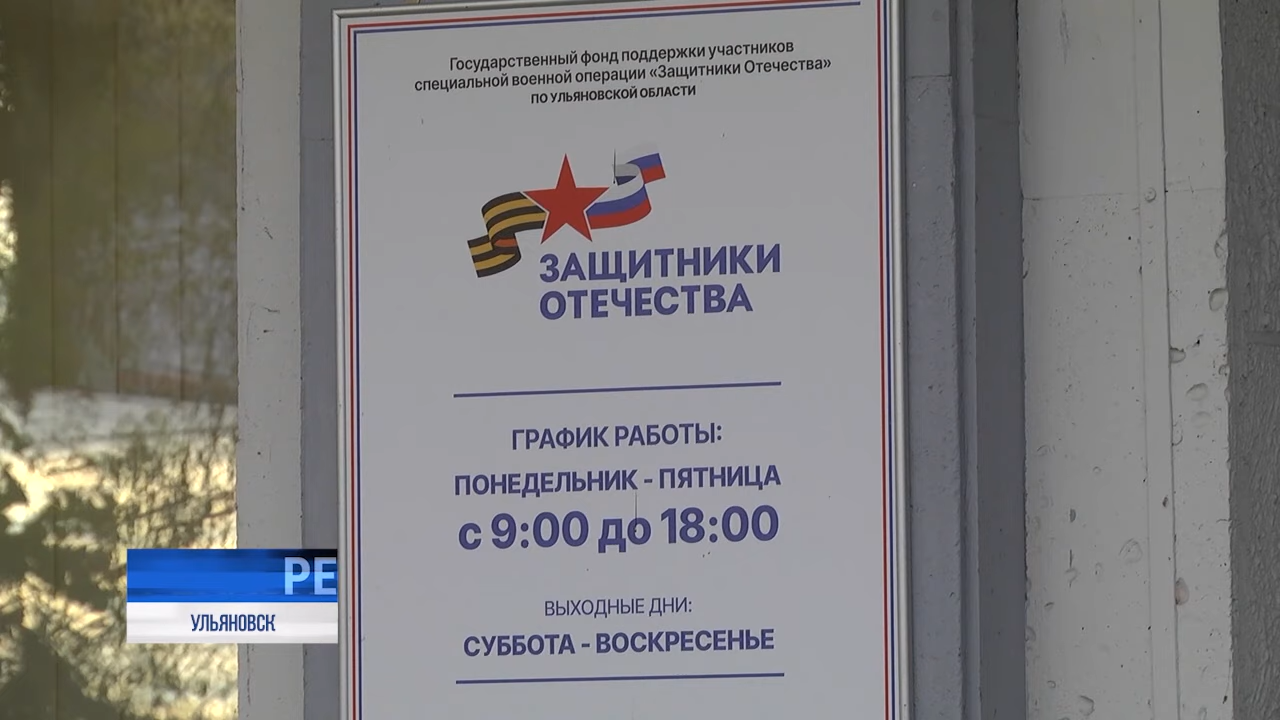 Государственный фонд поддержки участников
специальной военной операции «Защитники Отечества»
ПО УЛЬЯНОВСКОЙ ОБЛАСТИ
ЗАЩИТНИКИ
ОТЕЧЕСТВА
ГРАФИК РАБОТЫ:
ПОНЕДЕЛЬНИК - ПЯТНИЦА
с 9:00 до 18:00
ВЫХОДНЫЕ ДНИ:
СУББОТА - ВОСКРЕСЕНЬЕ
РЕ
УЛЬЯНОВСК